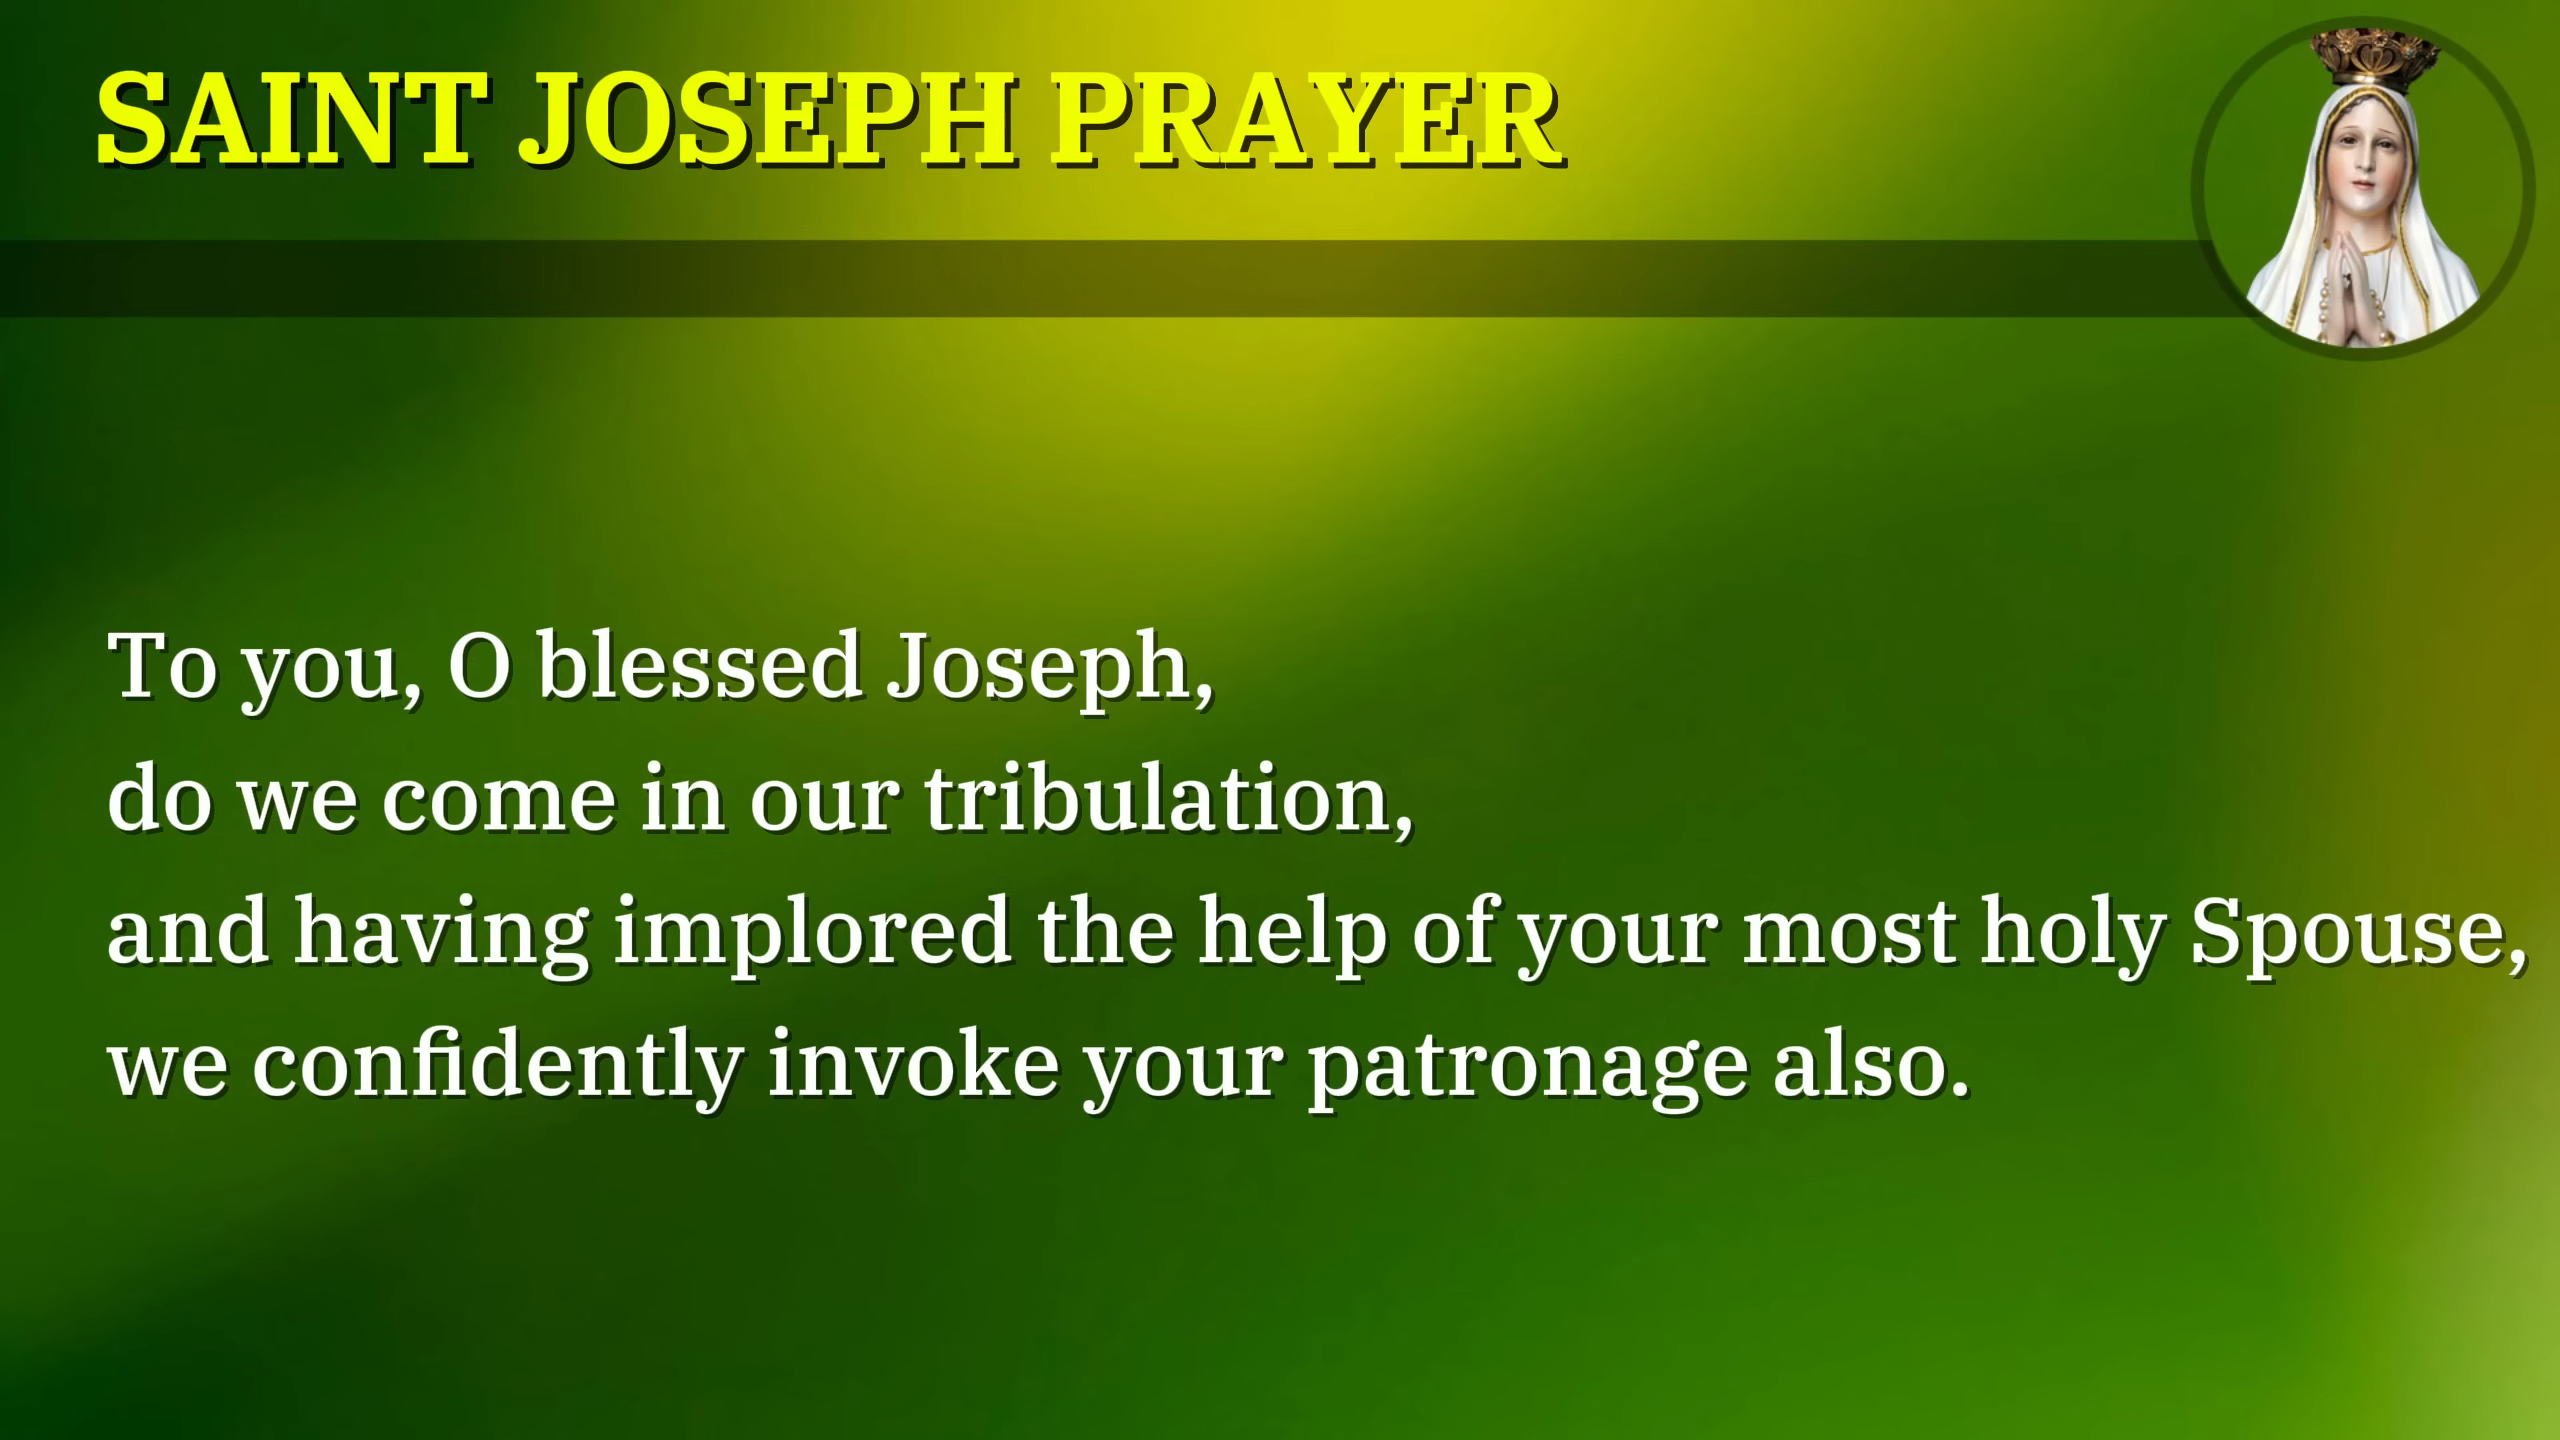 SAINT JOSEPH PRAYER
To you, O blessed Joseph,
do we come in our tribulation,
and having implored the help of your most holy Spouse,
we confidently invoke your patronage also.